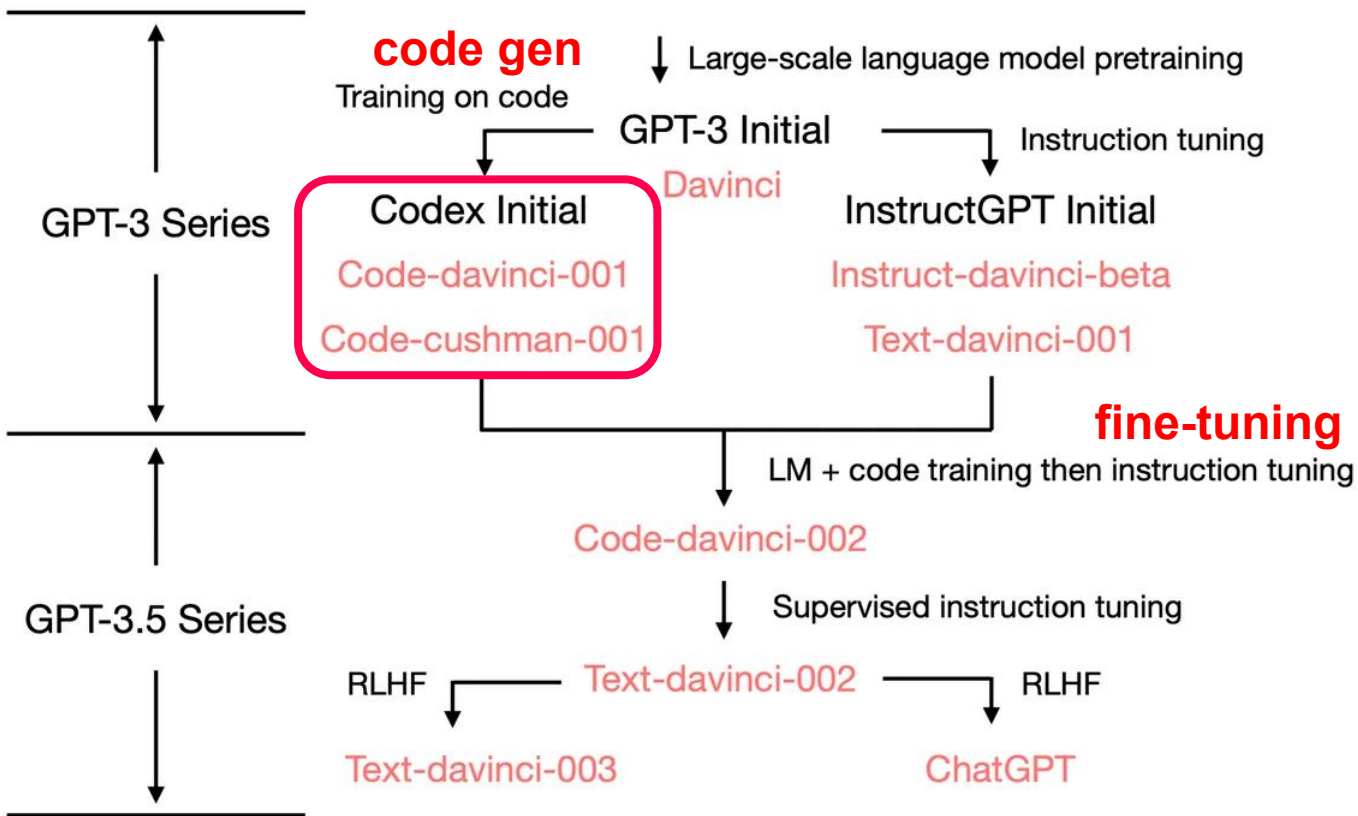 code gen
Large-scale language model pretraining
Training on code
GPT-3 Initial
Instruction tuning
Davinci
GPT-3 Series
Codex Initial
InstructGPT Initial
Code-davinci-001
Instruct-davinci-beta
Code-cushman-001
Text-davinci-001
fine-tuning
LM + code training then instruction tuning
Code-davinci-002
GPT-3.5 Series
Supervised instruction tuning
RLHF
Text-davinci-002
RLHF
Text-davinci-003
ChatGPT